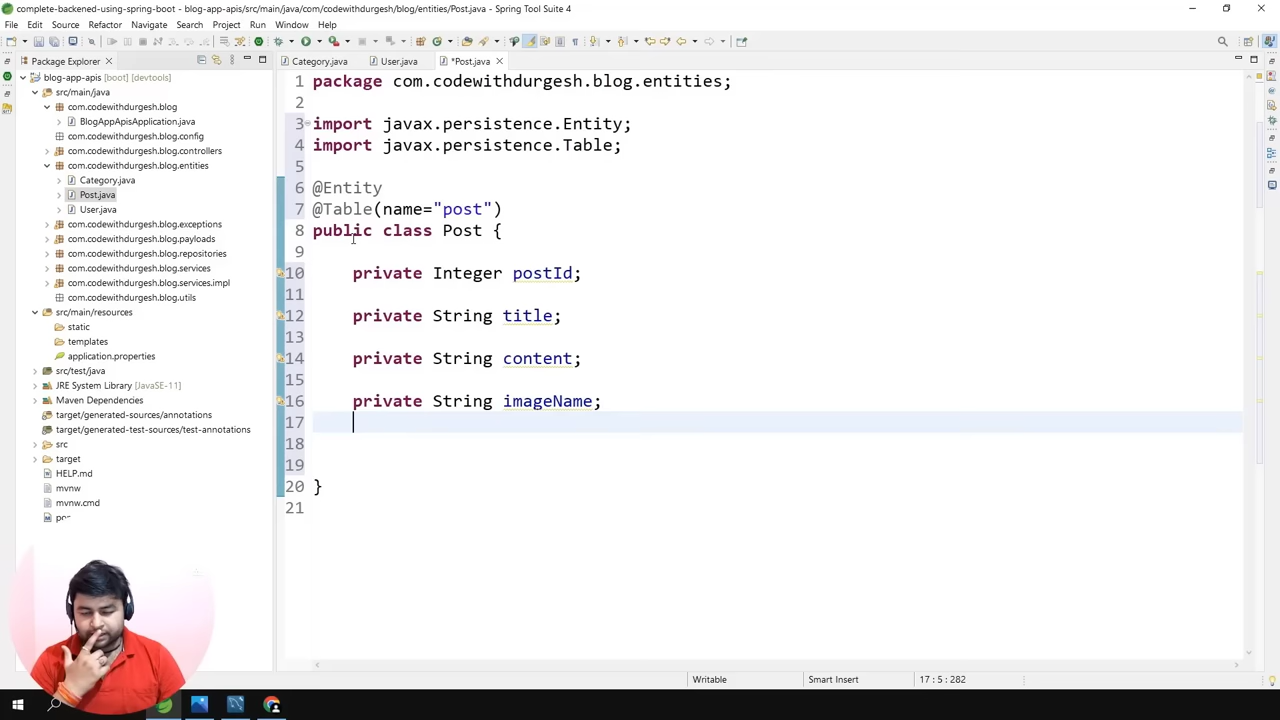 complete-backened-using-spring-boot - blog-app-apis/src/main/java/com/codewithdurgesh/blog/entities/Post.java - Spring Tool Suite 4
File Edit Source Refactor Navigate Search Project Run Window Help
Package Explorer
Category.java User.java *Post.java
blog-app-apis [boot] [devtools]
src/main/java
com.codewithdurgesh.blog
BlogAppApisApplication.java
com.codewithdurgesh.blog.config
com.codewithdurgesh.blog.controllers
com.codewithdurgesh.blog.entities
Category.java
Post.java
User.java
com.codewithdurgesh.blog.exceptions
com.codewithdurgesh.blog.payloads
com.codewithdurgesh.blog.repositories
com.codewithdurgesh.blog.services
com.codewithdurgesh.blog.services.impl
com.codewithdurgesh.blog.utils
src/main/resources
static
templates
application.properties
src/test/java
JRE System Library [JavaSE-11]
Maven Dependencies
target/generated-sources/annotations
target/generated-test-sources/test-annotations
src
target
HELP.md
mvnw
mvnw.cmd
1 package com.codewithdurgesh.blog.entities;
2
3 import javax.persistence.Entity;
4 import javax.persistence.Table;
5
6 @Entity
7 @Table(name="post")
8 public class Post {
9
10 private Integer postId;
11
12 private String title;
13
14 private String content;
15
16 private String imageName;
17
18
19
20 }
21
Writable Smart Insert 17 : 5 : 282